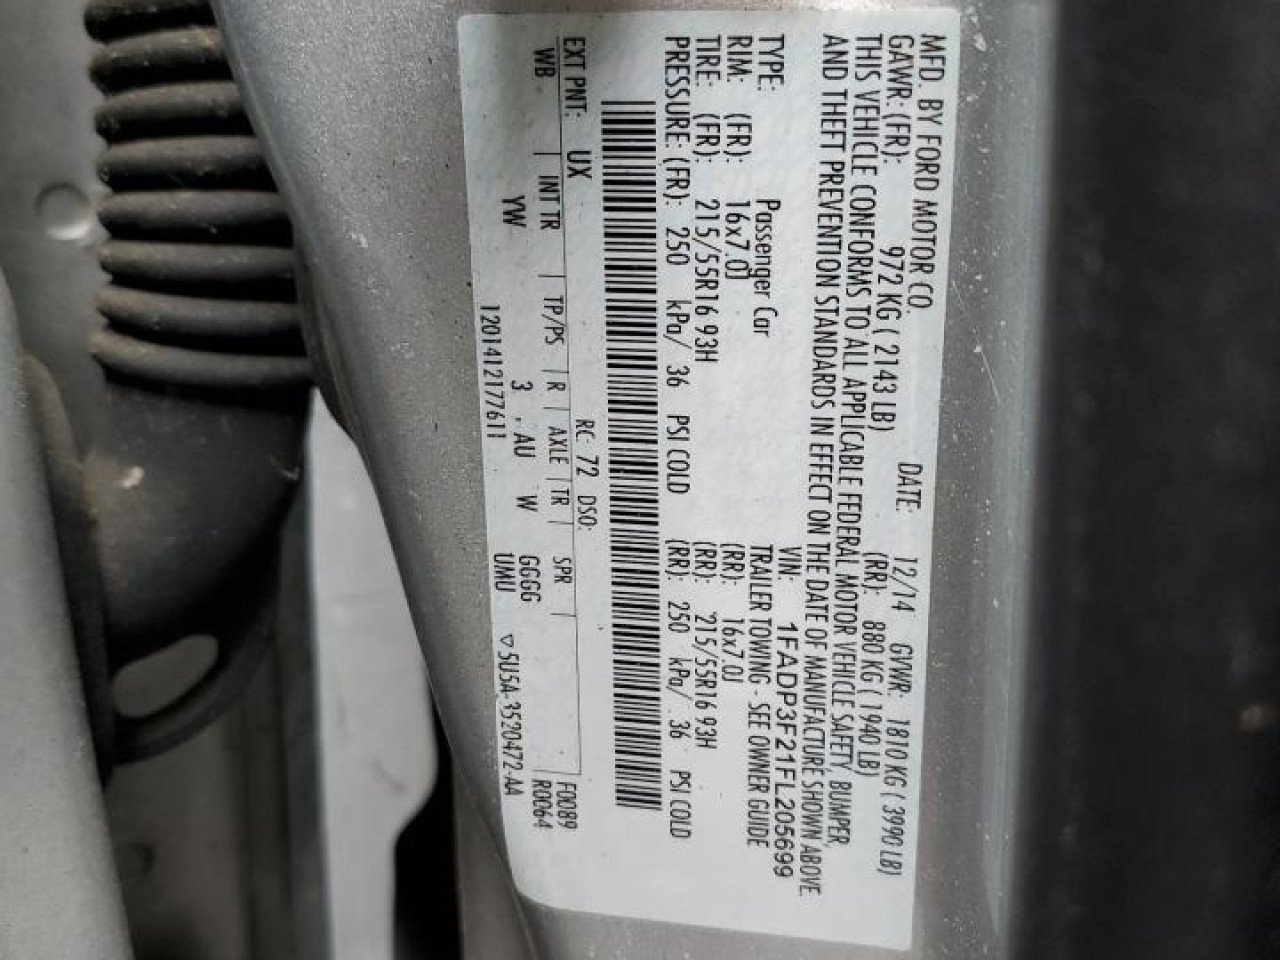 MFD. BY FORD MOTOR CO.
DATE: 12/14 GVWR: 1810 KG ( 3990 LB)
GAWR: (FR): 972 KG ( 2143 LB) (RR): 880 KG ( 1940 LB)
THIS VEHICLE CONFORMS TO ALL APPLICABLE FEDERAL MOTOR VEHICLE SAFETY, BUMPER,
AND THEFT PREVENTION STANDARDS IN EFFECT ON THE DATE OF MANUFACTURE SHOWN ABOVE.
VIN: 1FADP3F21FL205699
TYPE: Passenger Car TRAILER TOWING - SEE OWNER GUIDE
RIM: (FR): 16x7.0J (RR): 16x7.0J
TIRE: (FR): 215/55R16 93H (RR): 215/55R16 93H
PRESSURE: (FR): 250 kPa/ 36 PSI COLD (RR): 250 kPa/ 36 PSI COLD
EXT PNT: UX RC: 72 DSO: F0089
WB INT TR TP/PS R AXLE TR SPR R0064
YW 3 AU W GGGG
1201412177611 UMU ▽5U5A-3520472-AA